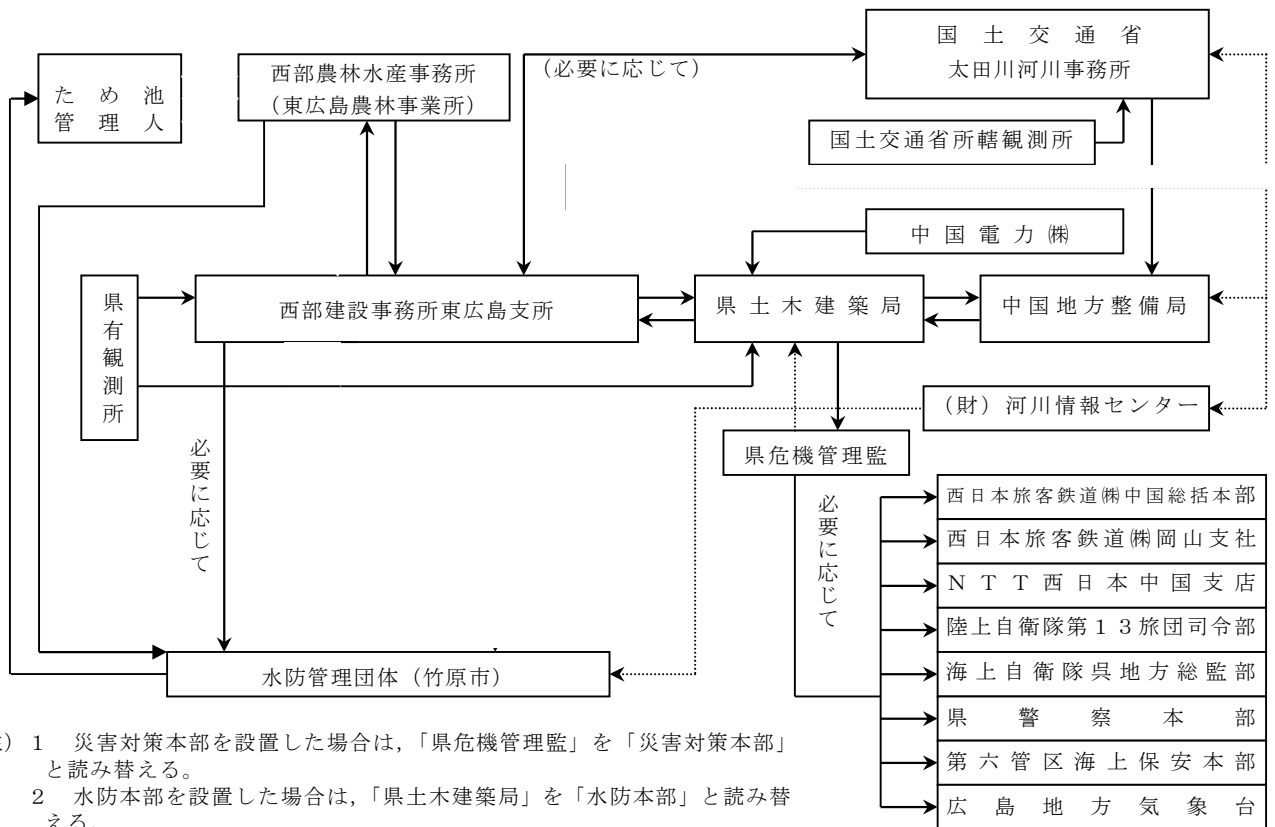 国土交通省
太田川河川事務所
西部農林水産事務所
(東広島農林事業所)
(必要に応じて)
ため池
管理人
国土交通省所轄観測所
中国電力㈱
県有観測所
西部建設事務所東広島支所
県土木建築局
中国地方整備局
(財)河川情報センター
県危機管理監
必要に応じて
必要に応じて
西日本旅客鉄道㈱中国総括本部
西日本旅客鉄道㈱岡山支社
NTT西日本中国支店
陸上自衛隊第13旅団司令部
海上自衛隊呉地方総監部
県警察本部
第六管区海上保安本部
広島地方気象台
水防管理団体(竹原市)
)1 災害対策本部を設置した場合は,「県危機管理監」を「災害対策本部」
と読み替える。
2 水防本部を設置した場合は,「県土木建築局」を「水防本部」と読み替
える。